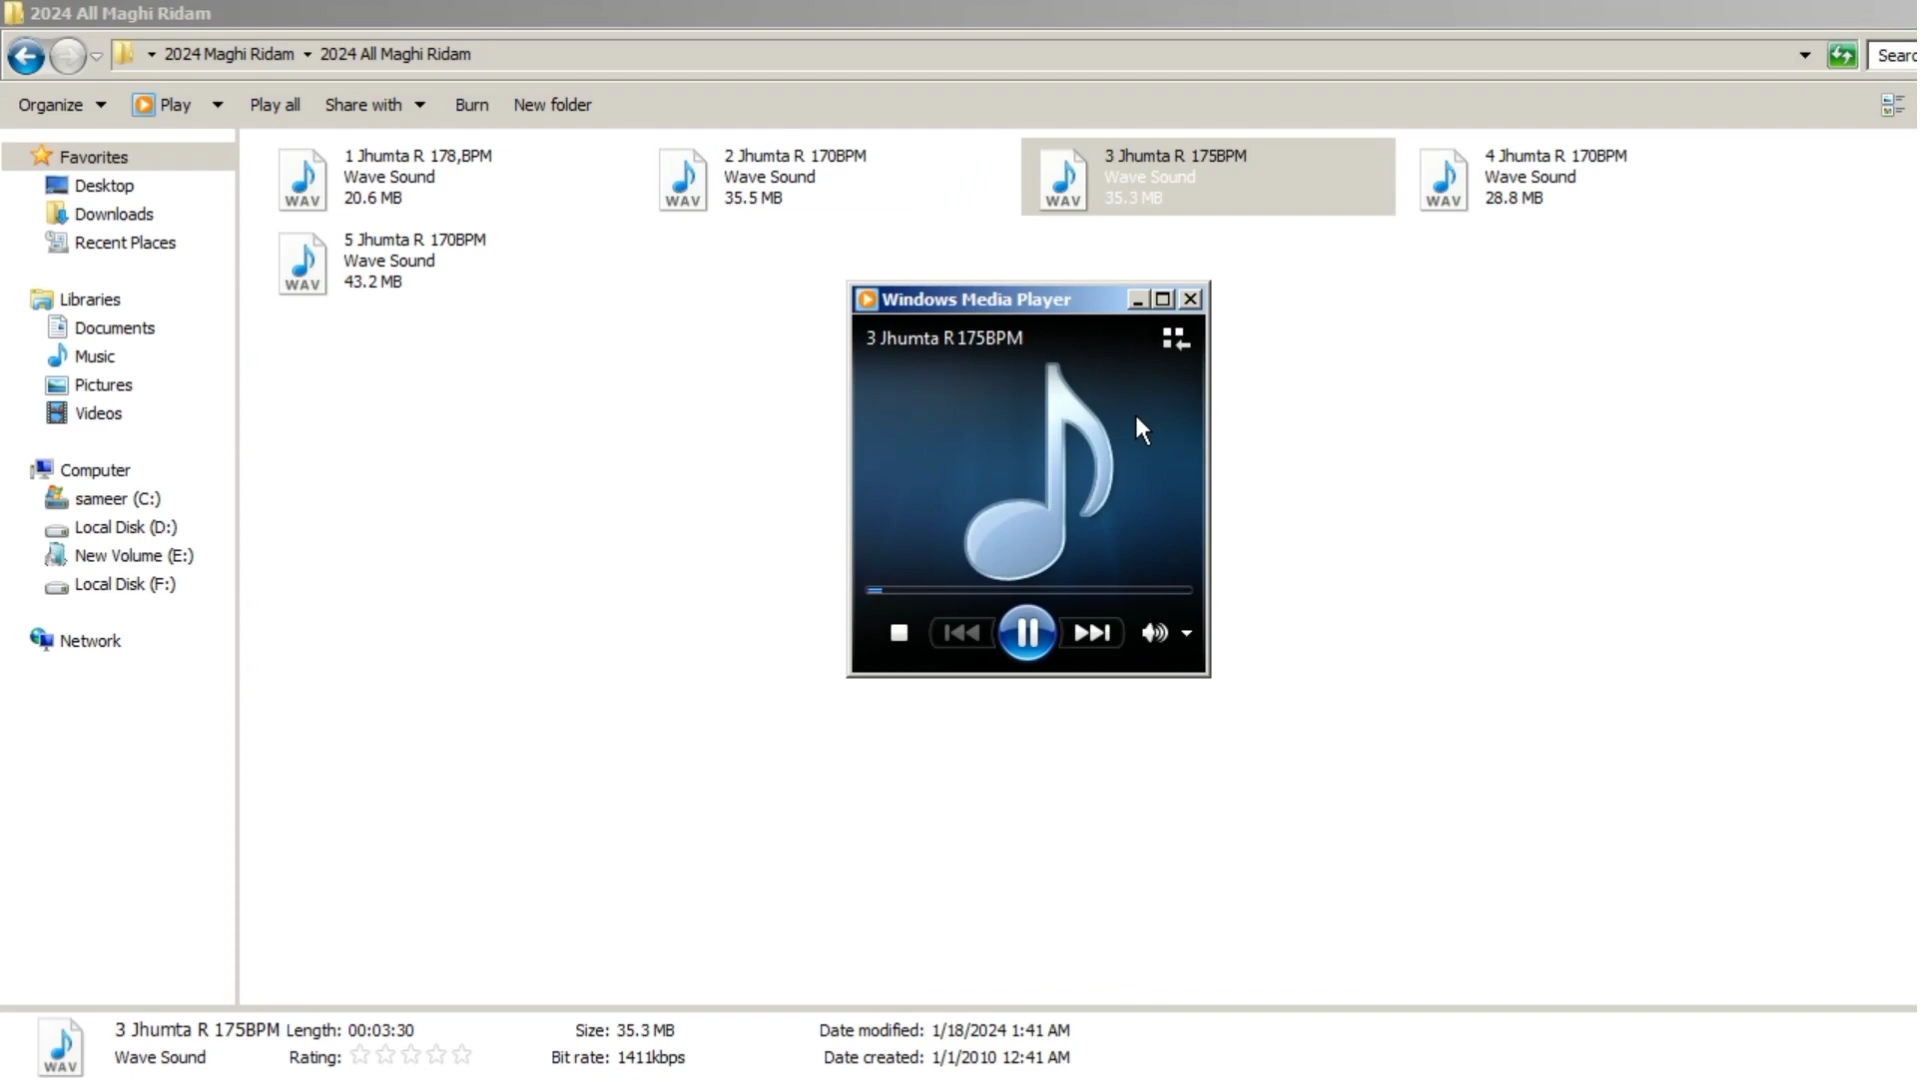 2024 All Maghi Ridam
2024 Maghi Ridam 2024 All Maghi Ridam
Organize Play Play all Share with Burn New folder
Favorites
Desktop
Downloads
Recent Places
Libraries
Documents
Music
Pictures
Videos
Computer
sameer (C:)
Local Disk (D:)
New Volume (E:)
Local Disk (F:)
Network
WAV
1 Jhumta R 178,BPM
Wave Sound
20.6 MB
WAV
2 Jhumta R 170BPM
Wave Sound
35.5 MB
WAV
3 Jhumta R 175BPM
Wave Sound
35.3 MB
WAV
4 Jhumta R 170BPM
Wave Sound
28.8 MB
WAV
5 Jhumta R 170BPM
Wave Sound
43.2 MB
Windows Media Player
3 Jhumta R 175BPM
WAV
3 Jhumta R 175BPM Length: 00:03:30 Size: 35.3 MB Date modified: 1/18/2024 1:41 AM
Wave Sound Rating: Bit rate: 1411kbps Date created: 1/1/2010 12:41 AM